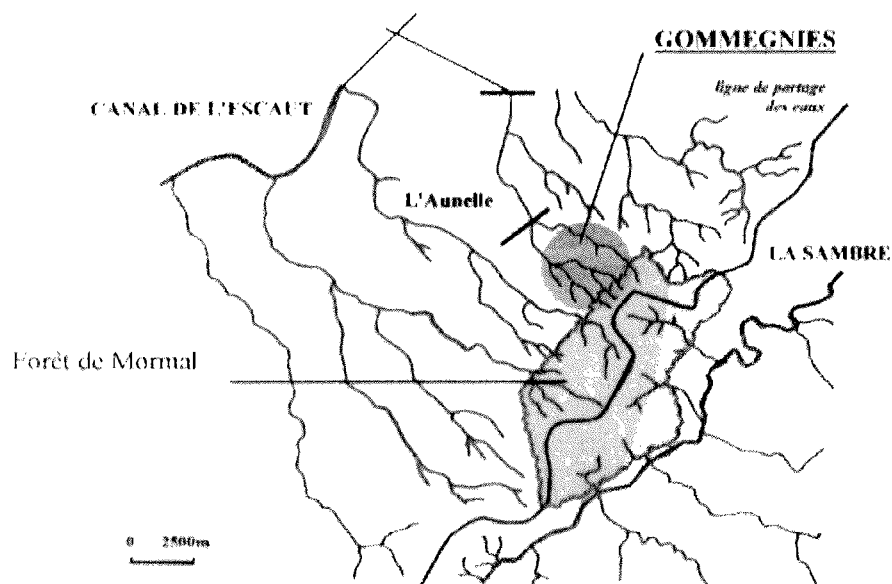 GOMMEGNIES
ligne de partage
des eaux
CANAL DE L'ESCAUT
L'Aunelle
LA SAMBRE
Forêt de Mormal
0 2500m